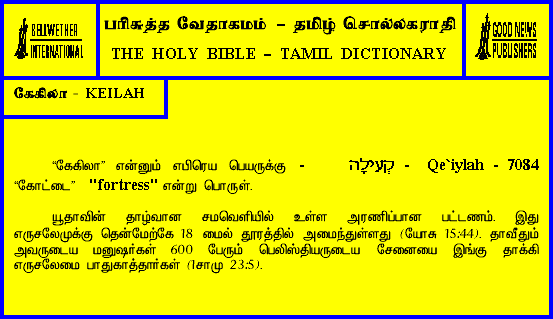 BELLWETHER
INTERNATIONAL
பரிசுத்த வேதாகமம் – தமிழ் சொல்லகராதி
THE HOLY BIBLE – TAMIL DICTIONARY
GOOD NEWS
PUBLISHERS
கேகிலா - KEILAH
“கேகிலா” என்னும் எபிரெய பெயருக்கு - קְעִילָה - Qe`iylah - 7084
“கோட்டை” "fortress" என்று பொருள்.
யூதாவின் தாழ்வான சமவெளியில் உள்ள அரணிப்பான பட்டணம். இது
எருசலேமுக்கு தென்மேற்கே 18 மைல் தூரத்தில் அமைந்துள்ளது (யோசு 15:44). தாவீதும்
அவருடைய மனுஷர்கள் 600 பேரும் பெலிஸ்தியருடைய சேனையை இங்கு தாக்கி
எருசலேமை பாதுகாத்தார்கள் (1சாமு 23:5).